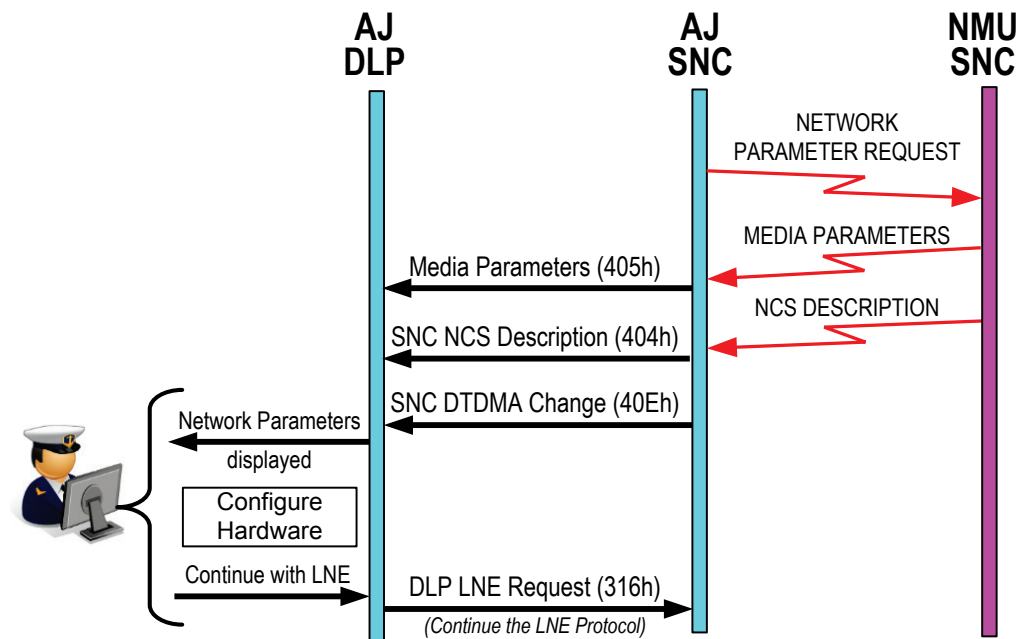 AJ
DLP
AJ
SNC
NMU
SNC
NETWORK
PARAMETER REQUEST
MEDIA PARAMETERS
Media Parameters (405h)
NCS DESCRIPTION
SNC NCS Description (404h)
SNC DTDMA Change (40Eh)
Network Parameters
displayed
Configure
Hardware
Continue with LNE
DLP LNE Request (316h)
(Continue the LNE Protocol)